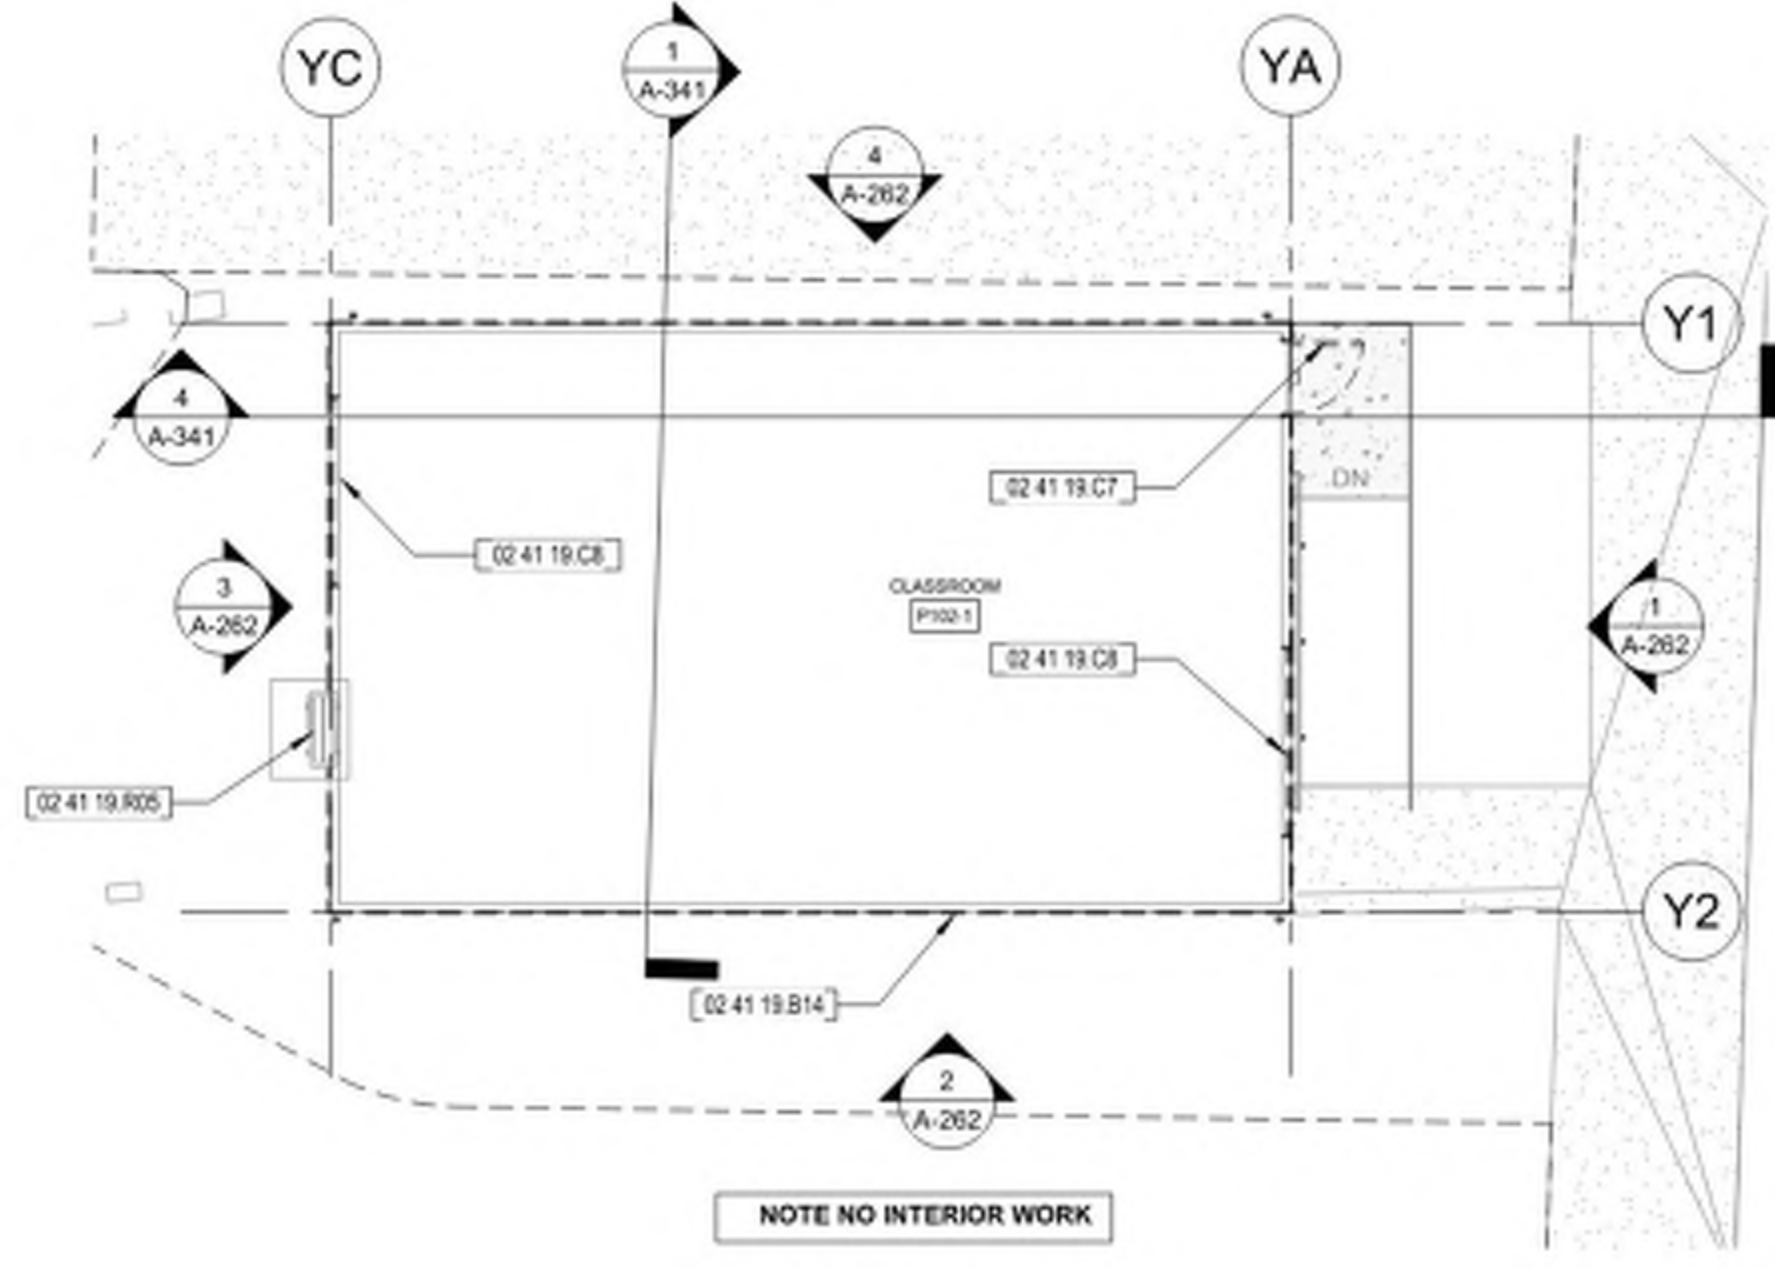 YC
1
A-341
YA
4
A-262
Y1
4
A-341
02 41 19.C7
DN
02 41 19.C8
3
A-262
CLASSROOM
P102-1
1
A-262
02 41 19.C8
02 41 19.R05
Y2
02 41 19.B14
2
A-262
NOTE NO INTERIOR WORK